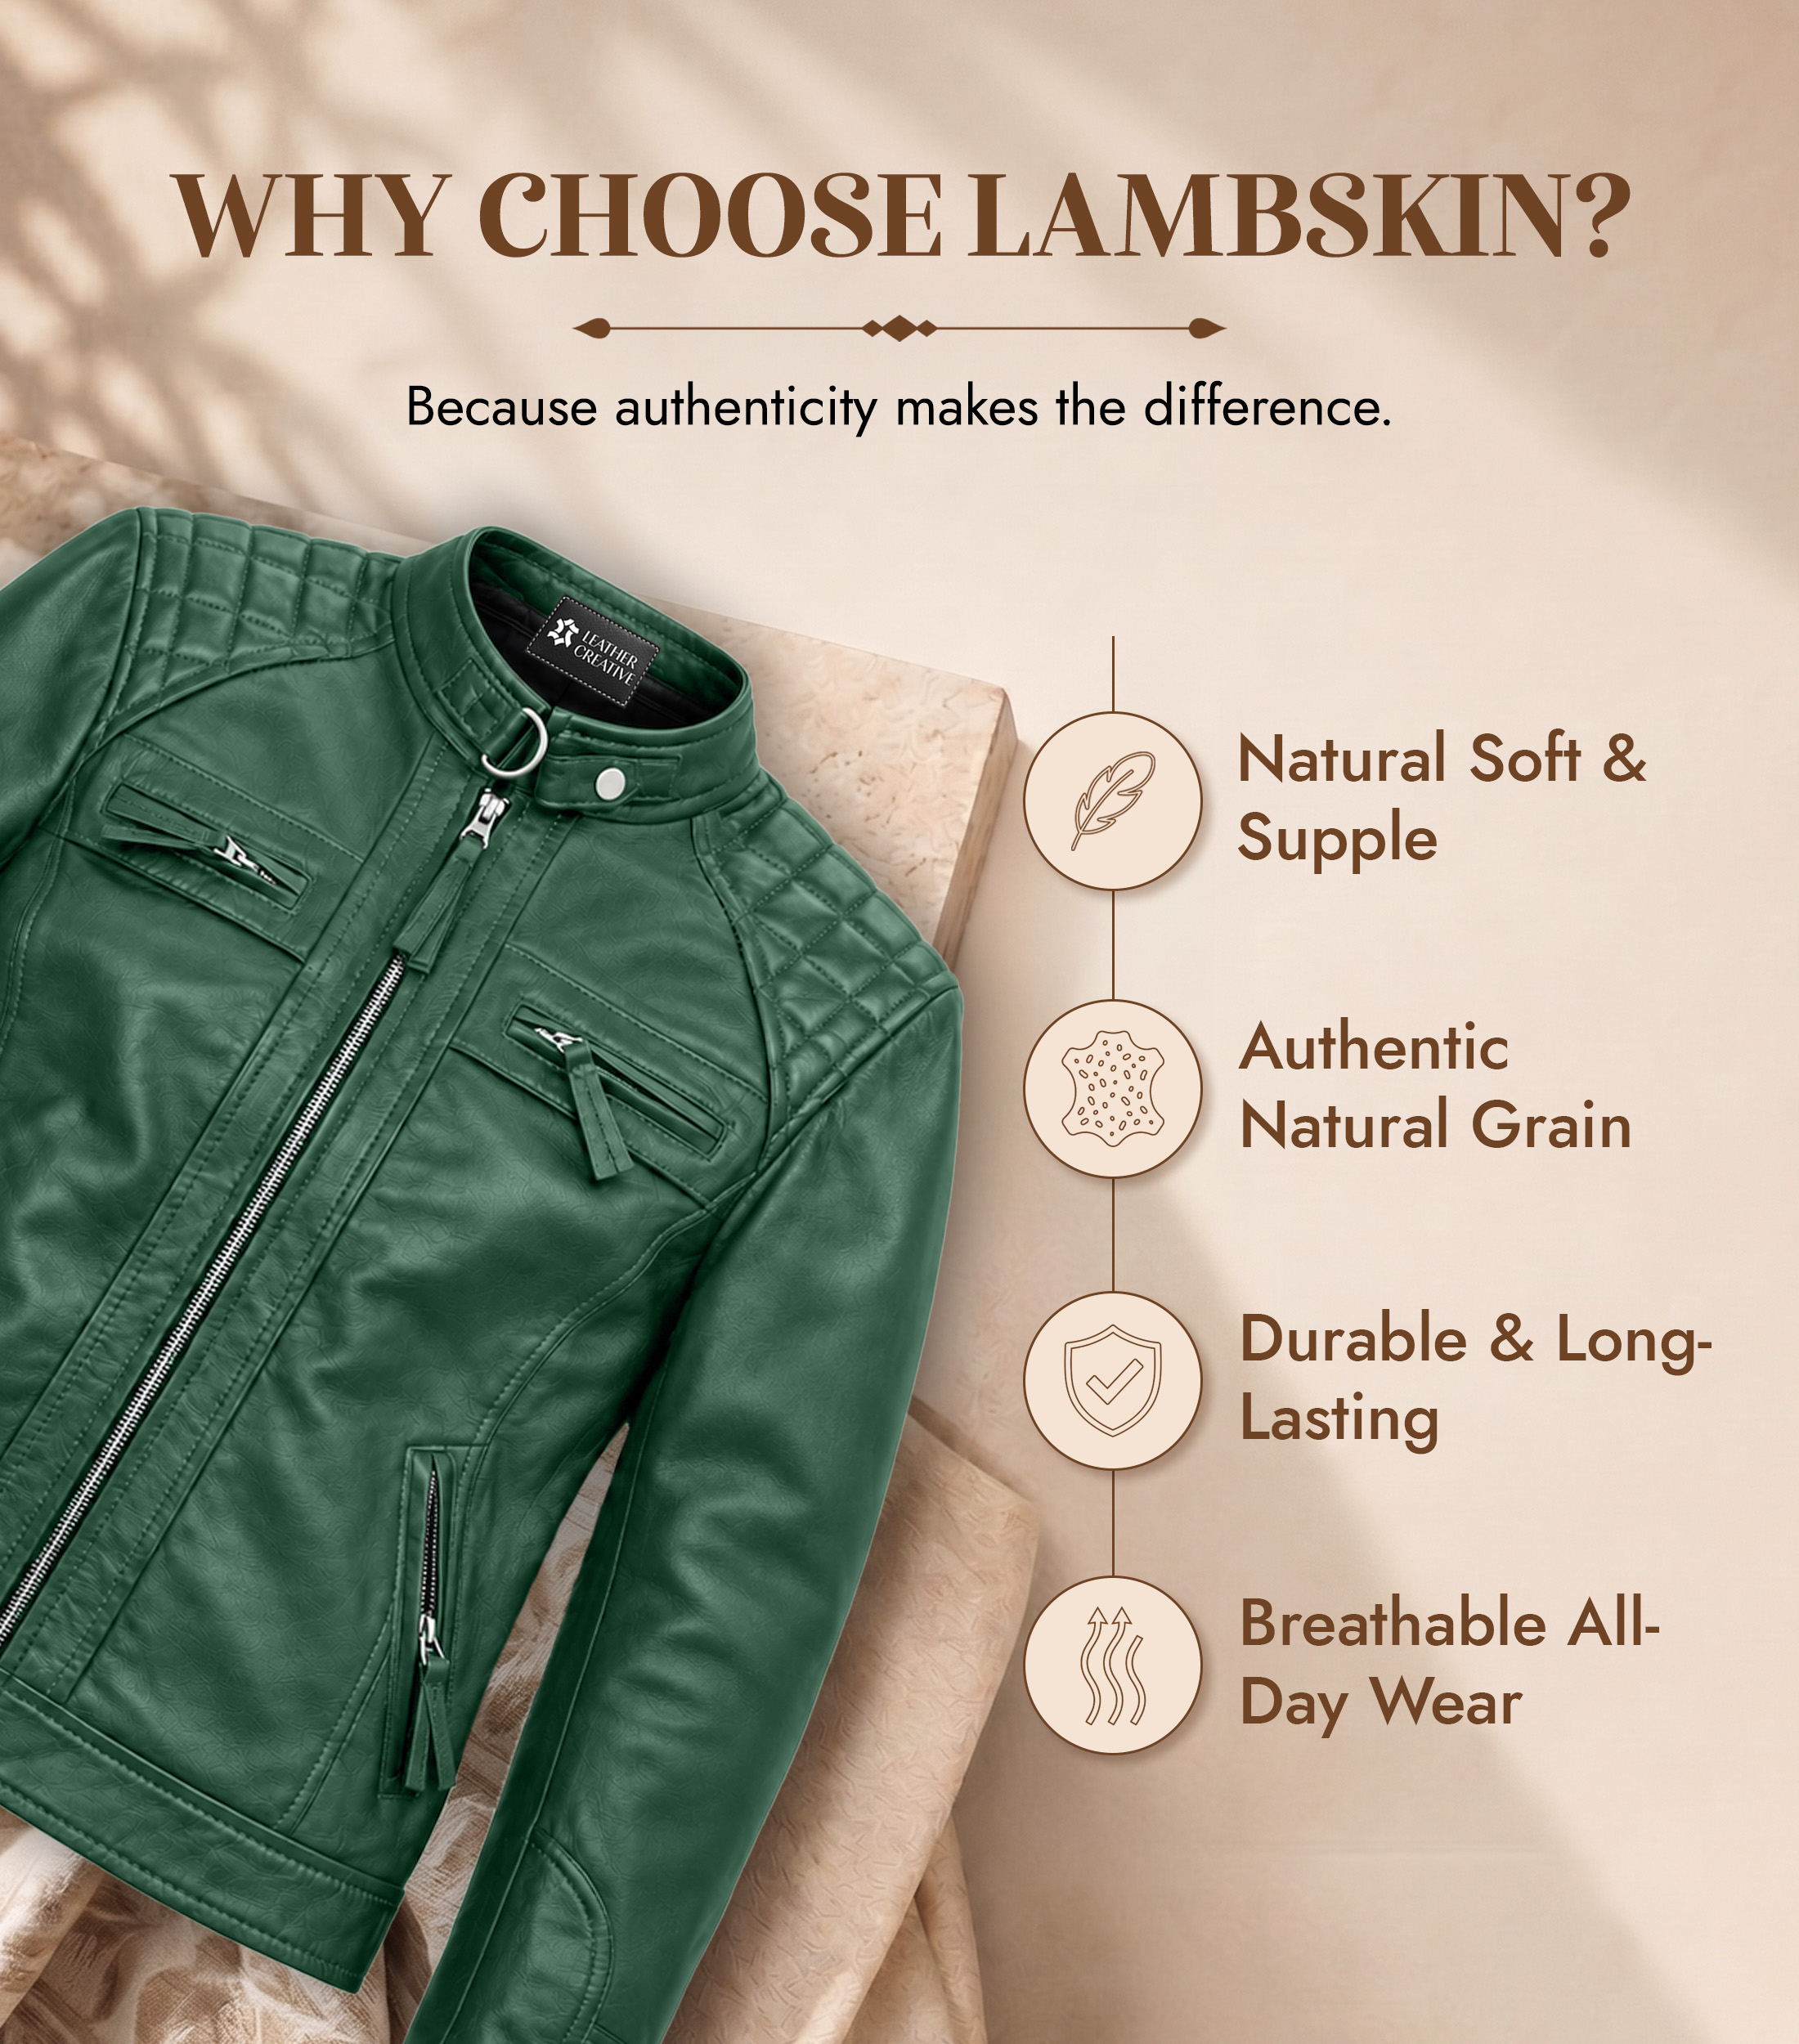 WHY CHOOSE LAMBSKIN?
Because authenticity makes the difference.
LEATHER
CREATIVE
Natural Soft &
Supple
Authentic
Natural Grain
Durable & Long-
Lasting
Breathable All-
Day Wear